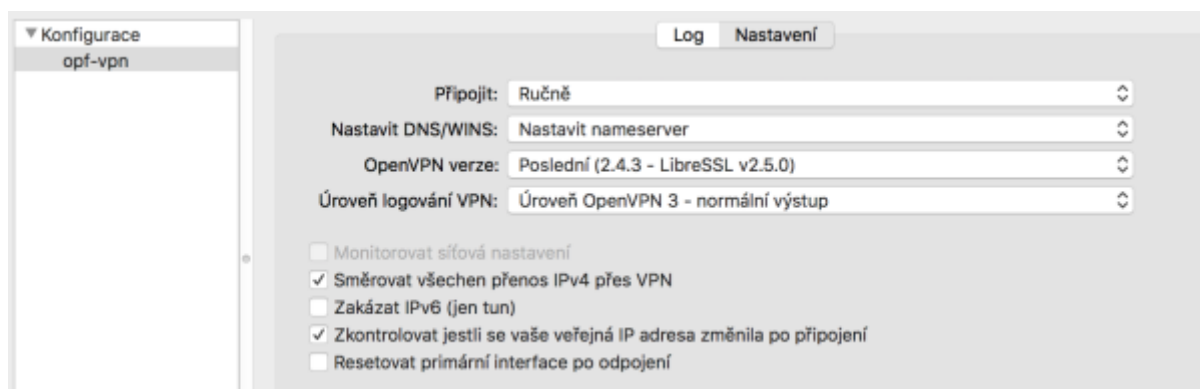 Konfigurace
opf-vpn
Log Nastavení
Připojit: Ručně
Nastavit DNS/WINS: Nastavit nameserver
OpenVPN verze: Poslední (2.4.3 - LibreSSL v2.5.0)
Úroveň logování VPN: Úroveň OpenVPN 3 - normální výstup
Monitorovat síťová nastavení
Směrovat všechen přenos IPv4 přes VPN
Zakázat IPv6 (jen tun)
Zkontrolovat jestli se vaše veřejná IP adresa změnila po připojení
Resetovat primární interface po odpojení